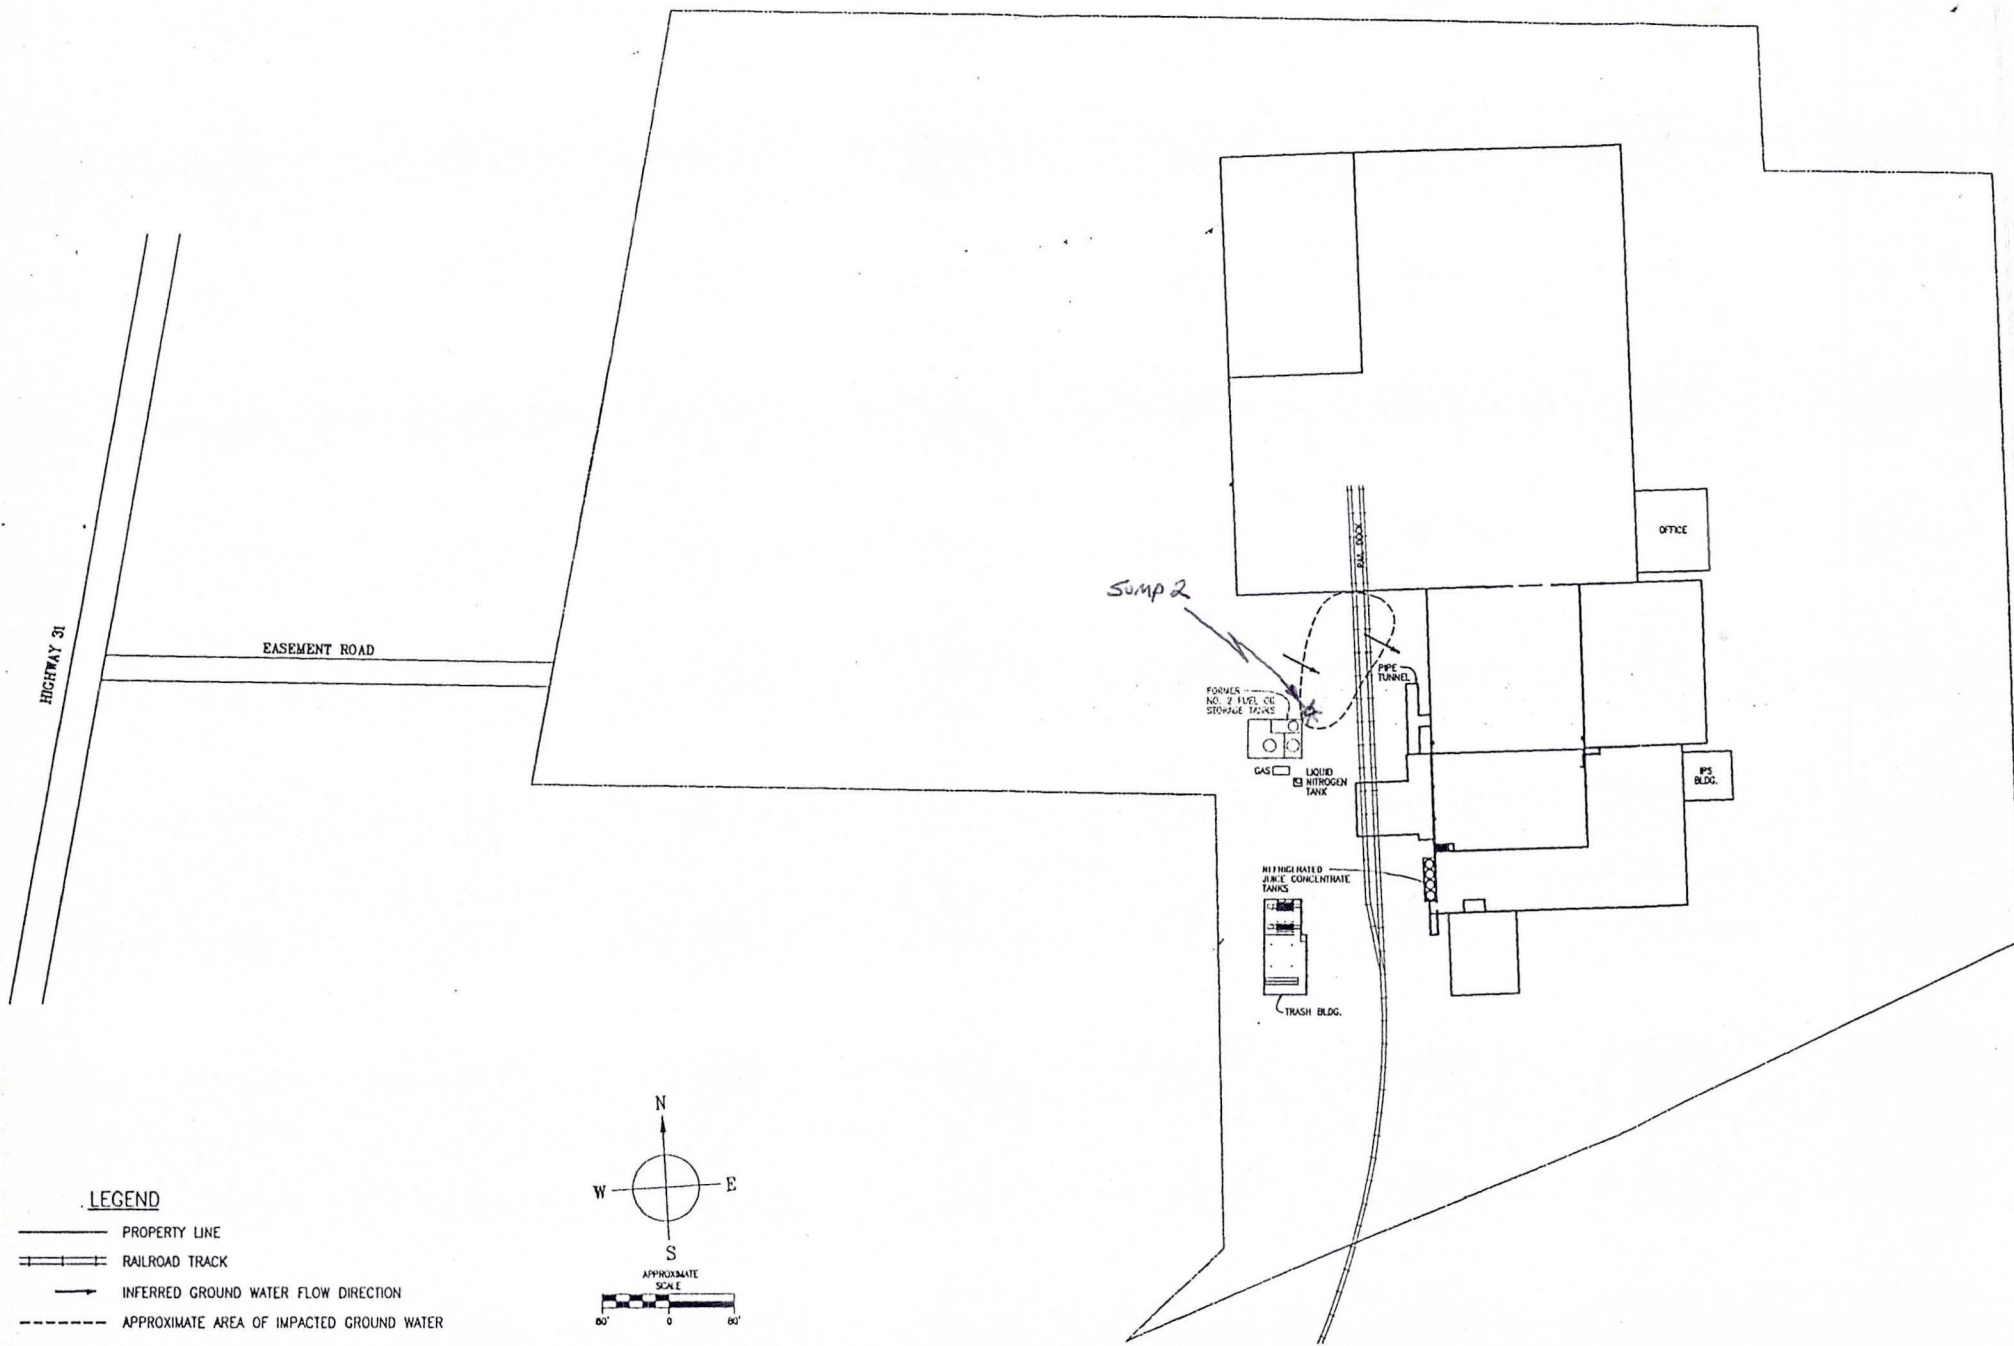 OFFICE
RAIL DOCK
Sump 2
HIGHWAY 31
EASEMENT ROAD
PIPE
TUNNEL
FORMER
NO. 2 FUEL OIL
STORAGE TANKS
GAS
LIQUID
NITROGEN
TANK
IPS
BLDG.
REFRIGERATED
JUICE CONCENTRATE
TANKS
TRASH BLDG.
N
W
E
S
LEGEND
PROPERTY LINE
RAILROAD TRACK
INFERRED GROUND WATER FLOW DIRECTION
APPROXIMATE AREA OF IMPACTED GROUND WATER
APPROXIMATE
SCALE
80' 0 80'